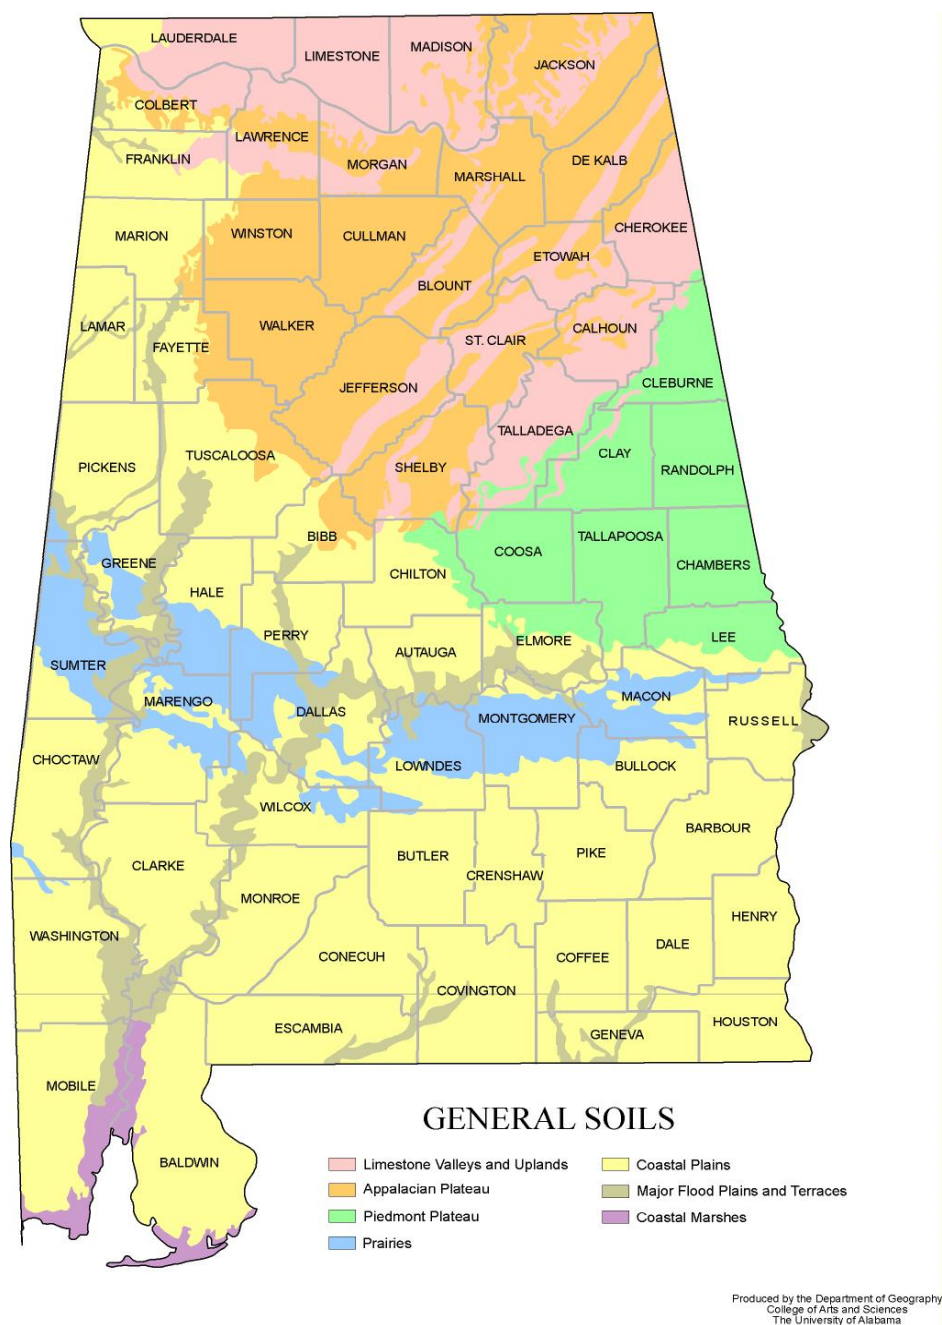 LAUDERDALE
LIMESTONE
MADISON
JACKSON
COLBERT
LAWRENCE
FRANKLIN
MORGAN
MARSHALL
DE KALB
MARION
WINSTON
CULLMAN
CHEROKEE
ETOWAH
BLOUNT
LAMAR
FAYETTE
WALKER
ST. CLAIR
CALHOUN
JEFFERSON
CLEBURNE
TALLADEGA
PICKENS
TUSCALOOSA
SHELBY
CLAY
RANDOLPH
BIBB
COOSA
TALLAPOOSA
CHAMBERS
GREENE
HALE
CHILTON
PERRY
AUTAUGA
ELMORE
LEE
SUMTER
MARENGO
DALLAS
MONTGOMERY
MACON
RUSSELL
CHOCTAW
LOWNDES
BULLOCK
WILCOX
BUTLER
CRENSHAW
PIKE
BARBOUR
CLARKE
MONROE
HENRY
WASHINGTON
CONECUH
COFFEE
DALE
COVINGTON
ESCAMBIA
GENEVA
HOUSTON
MOBILE
BALDWIN
GENERAL SOILS
Limestone Valleys and Uplands
Appalacian Plateau
Piedmont Plateau
Prairies
Coastal Plains
Major Flood Plains and Terraces
Coastal Marshes
Produced by the Department of Geography
College of Arts and Sciences
The University of Alabama